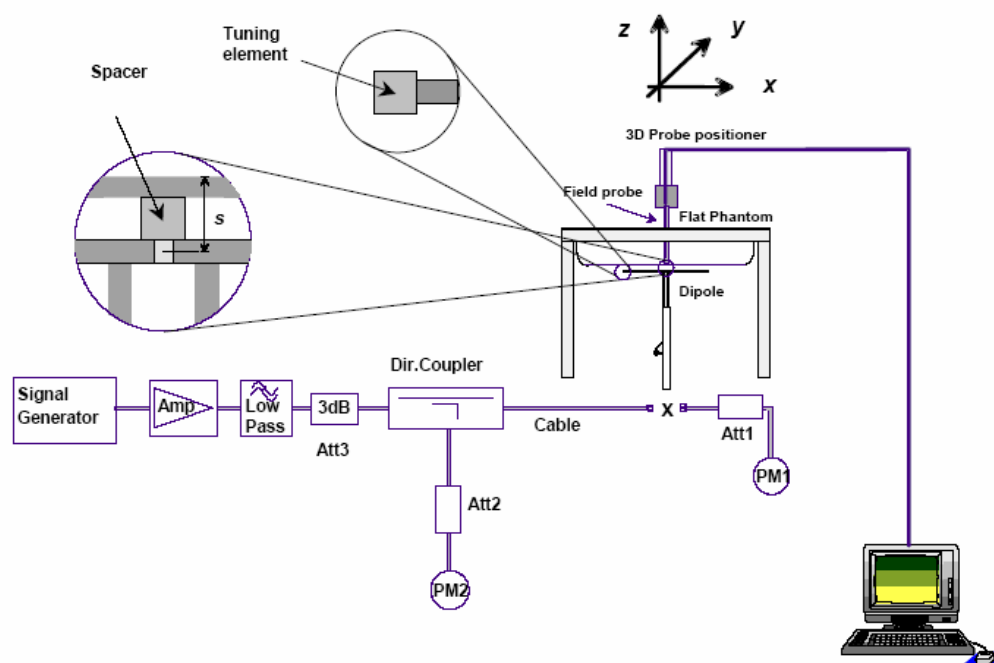 Tuning
element
z
y
x
Spacer
s
3D Probe positioner
Field probe
Flat Phantom
Dipole
Dir.Coupler
Signal
Generator
Amp
Low
Pass
3dB
Att3
Cable
X
Att1
PM1
Att2
PM2